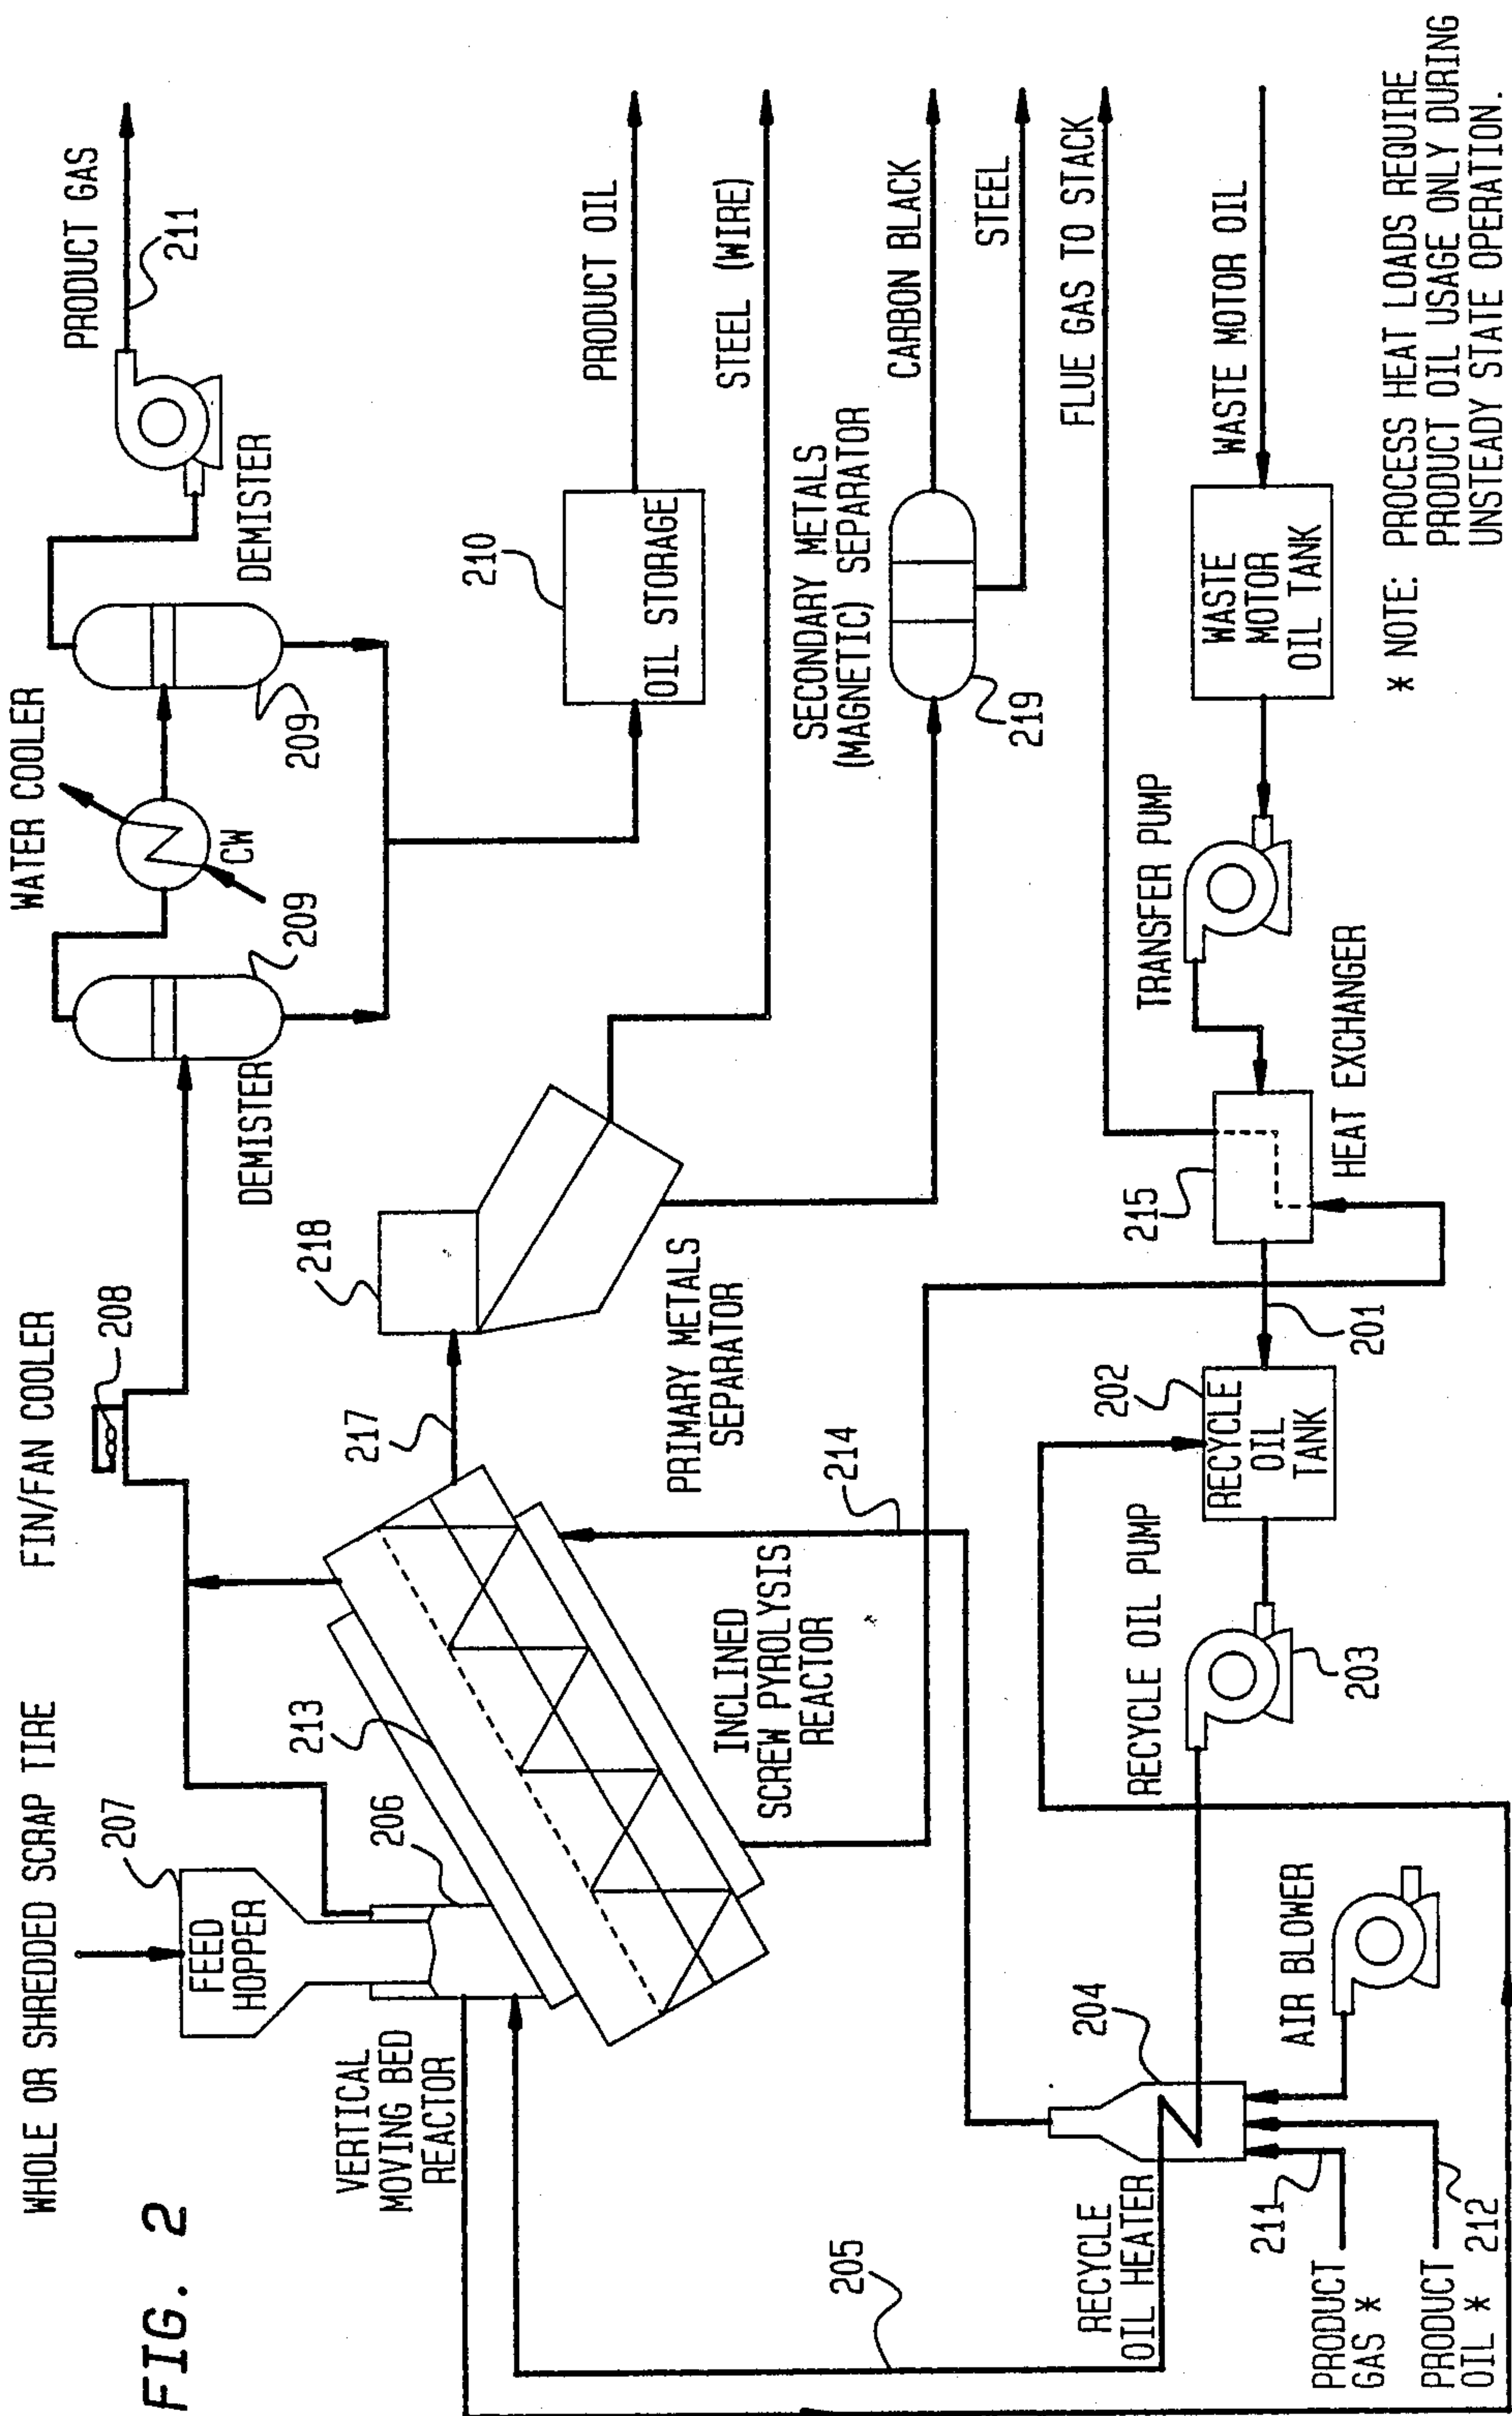 FIG. 2
WHOLE OR SHREDDED SCRAP TIRE
FIN/FAN COOLER
WATER COOLER
PRODUCT GAS
211
207
FEED
HOPPER
208
CW
209
209
DEMISTER
DEMISTER
VERTICAL
MOVING BED
REACTOR
206
213
217
218
210
OIL STORAGE
PRODUCT OIL
STEEL (WIRE)
INCLINED
SCREW PYROLYSIS
REACTOR
PRIMARY METALS
SEPARATOR
SECONDARY METALS
(MAGNETIC) SEPARATOR
219
CARBON BLACK
STEEL
FLUE GAS TO STACK
214
205
RECYCLE
OIL HEATER
204
AIR BLOWER
RECYCLE OIL PUMP
203
202
RECYCLE
OIL
TANK
201
215
HEAT EXCHANGER
TRANSFER PUMP
WASTE
MOTOR
OIL TANK
WASTE MOTOR OIL
PRODUCT
GAS *
211
PRODUCT
OIL *
212
* NOTE: PROCESS HEAT LOADS REQUIRE
PRODUCT OIL USAGE ONLY DURING
UNSTEADY STATE OPERATION.